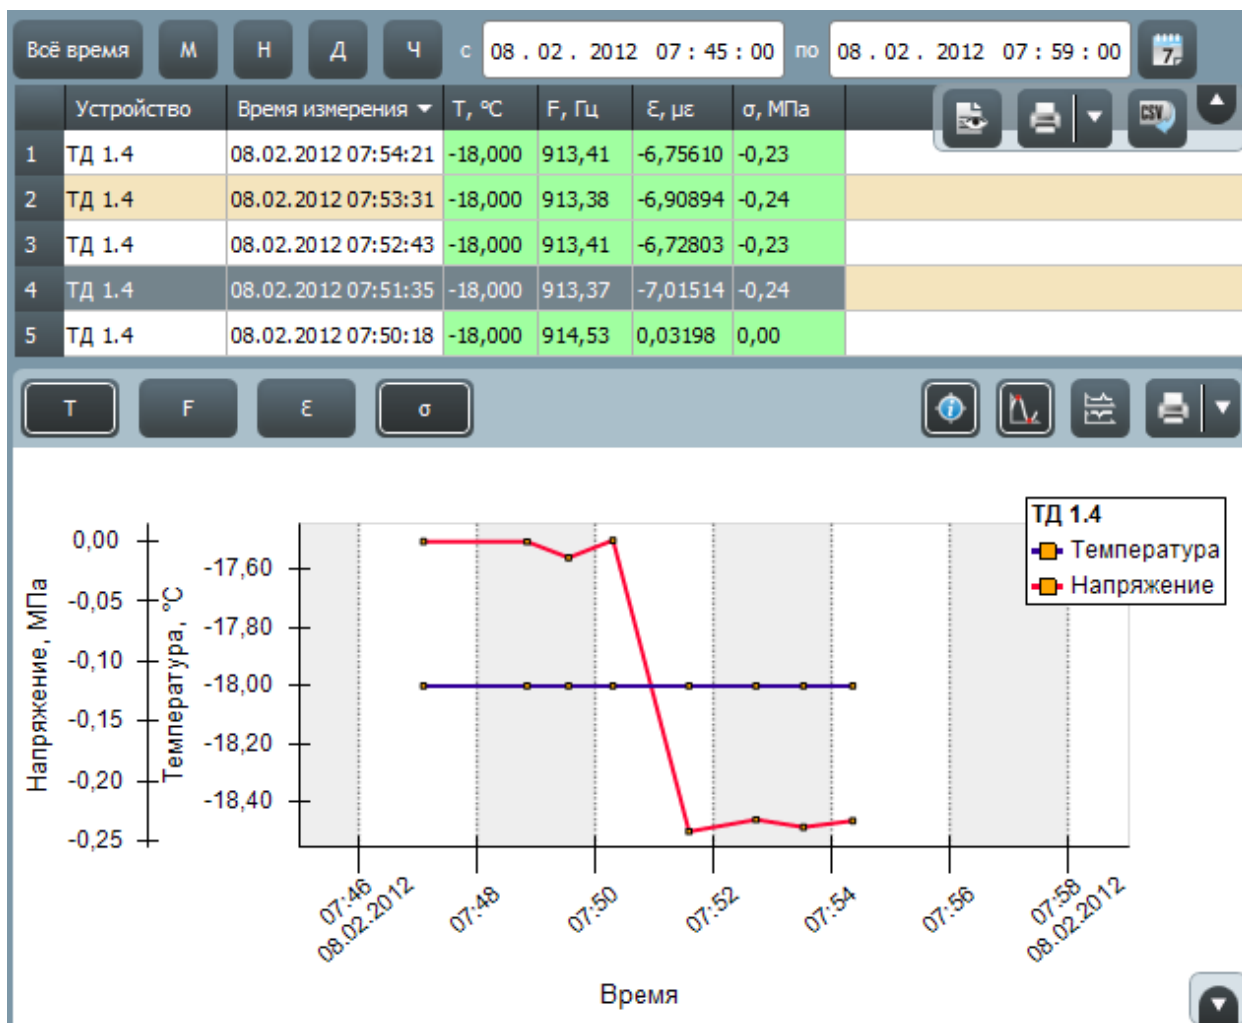 Всё время М Н Д Ч с 08 . 02 . 2012 07 : 45 : 00 по 08 . 02 . 2012 07 : 59 : 00 7
Устройство Время измерения T, °C F, Гц Ɛ, με σ, МПа CSV
1 ТД 1.4 08.02.2012 07:54:21 -18,000 913,41 -6,75610 -0,23
2 ТД 1.4 08.02.2012 07:53:31 -18,000 913,38 -6,90894 -0,24
3 ТД 1.4 08.02.2012 07:52:43 -18,000 913,41 -6,72803 -0,23
4 ТД 1.4 08.02.2012 07:51:35 -18,000 913,37 -7,01514 -0,24
5 ТД 1.4 08.02.2012 07:50:18 -18,000 914,53 0,03198 0,00
T F Ɛ σ
ТД 1.4
Температура
Напряжение
Напряжение, МПа
0,00
-0,05
-0,10
-0,15
-0,20
-0,25
Температура, °C
-17,60
-17,80
-18,00
-18,20
-18,40
07:46
08.02.2012
07:48
07:50
07:52
07:54
07:56
07:58
08.02.2012
Время